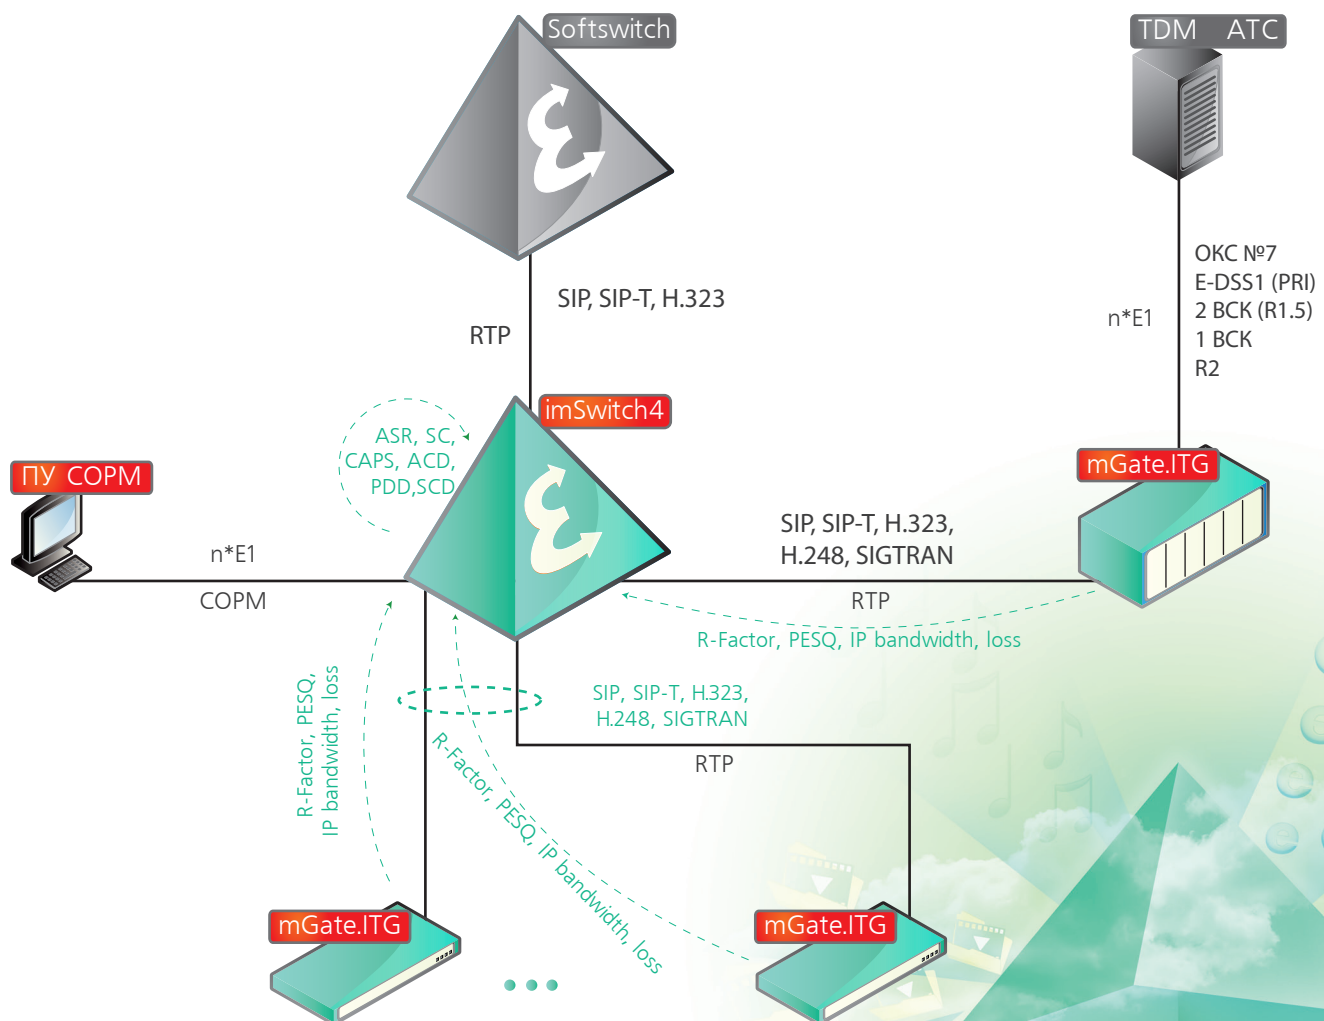 Softswitch
TDM ATC
SIP, SIP-T, H.323
RTP
ОКС №7
E-DSS1 (PRI)
2 ВСК (R1.5)
1 ВСК
R2
n*E1
imSwitch4
ASR, SC,
CAPS, ACD,
PDD,SCD
ПУ СОРМ
n*E1
СОРМ
mGate.ITG
SIP, SIP-T, H.323,
H.248, SIGTRAN
RTP
R-Factor, PESQ, IP bandwidth, loss
R-Factor, PESQ,
IP bandwidth, loss
SIP, SIP-T, H.323,
H.248, SIGTRAN
RTP
R-Factor, PESQ, IP bandwidth, loss
mGate.ITG
mGate.ITG